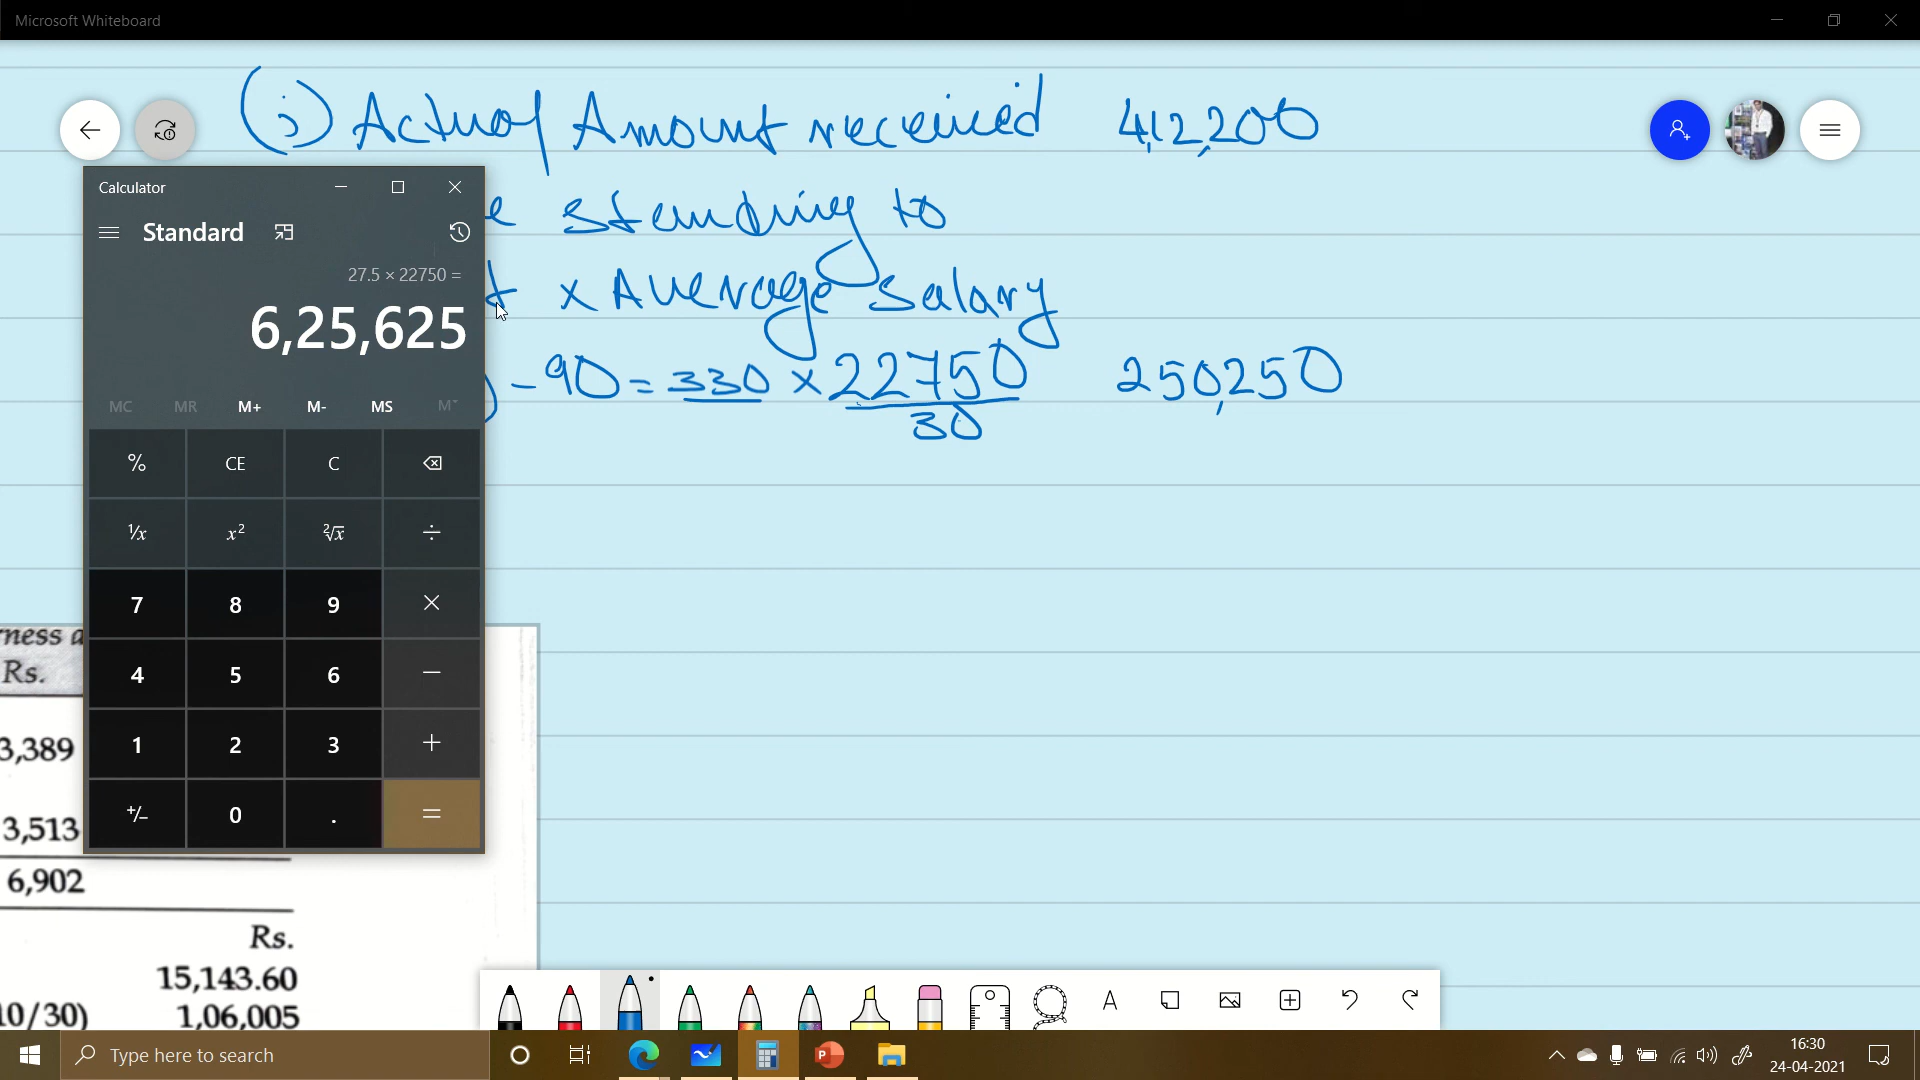 Microsoft Whiteboard
(i) Actual Amount received 4,12,200
standing to
x Average salary
- 90 = 330 x 22750 250,250
30
Calculator
Standard
27.5 × 22750 =
6,25,625
MC MR M+ M- MS M˅
% CE C
¹/x x² ²√x ÷
7 8 9 ×
4 5 6 −
1 2 3 +
+/− 0 . =
Rs.
3,389
3,513
6,902
Rs.
15,143.60
10/30) 1,06,005
A
Type here to search
16:30
24-04-2021